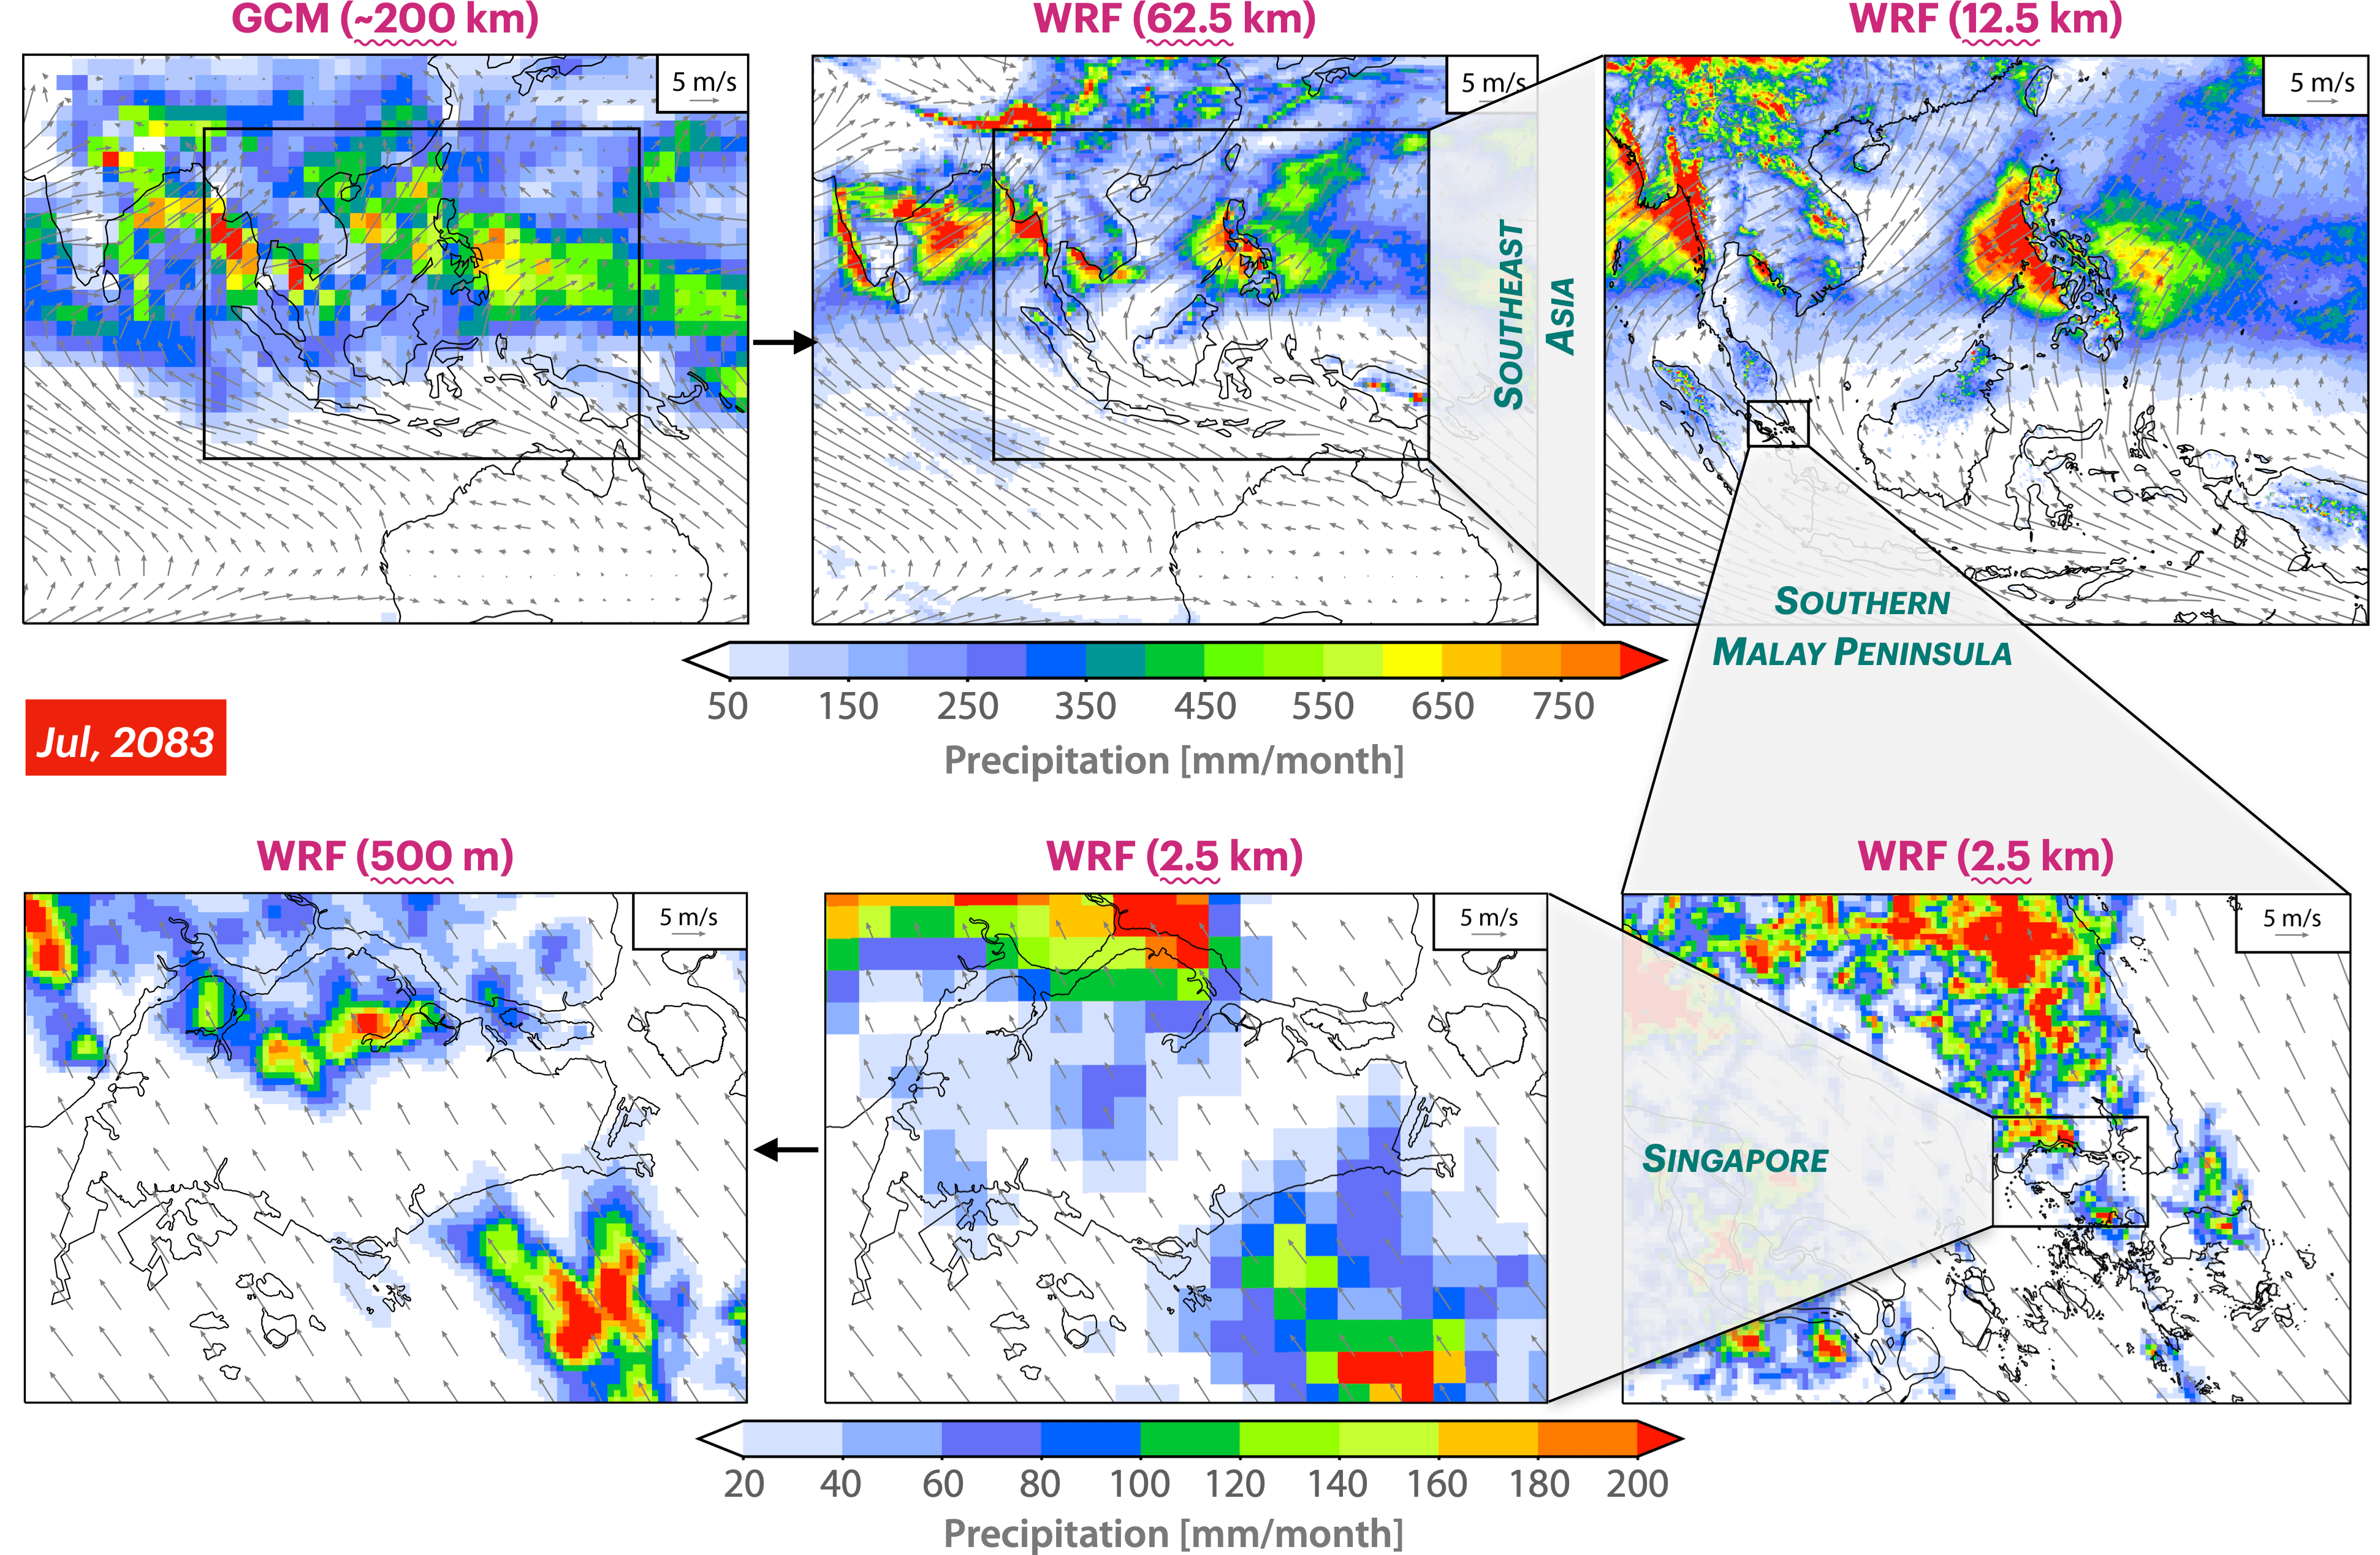 GCM (~200 km)
WRF (62.5 km)
WRF (12.5 km)
5 m/s
5 m/s
5 m/s
SOUTHEAST
ASIA
SOUTHERN
MALAY PENINSULA
50 150 250 350 450 550 650 750
Precipitation [mm/month]
Jul, 2083
WRF (500 m)
WRF (2.5 km)
WRF (2.5 km)
5 m/s
5 m/s
5 m/s
SINGAPORE
20 40 60 80 100 120 140 160 180 200
Precipitation [mm/month]